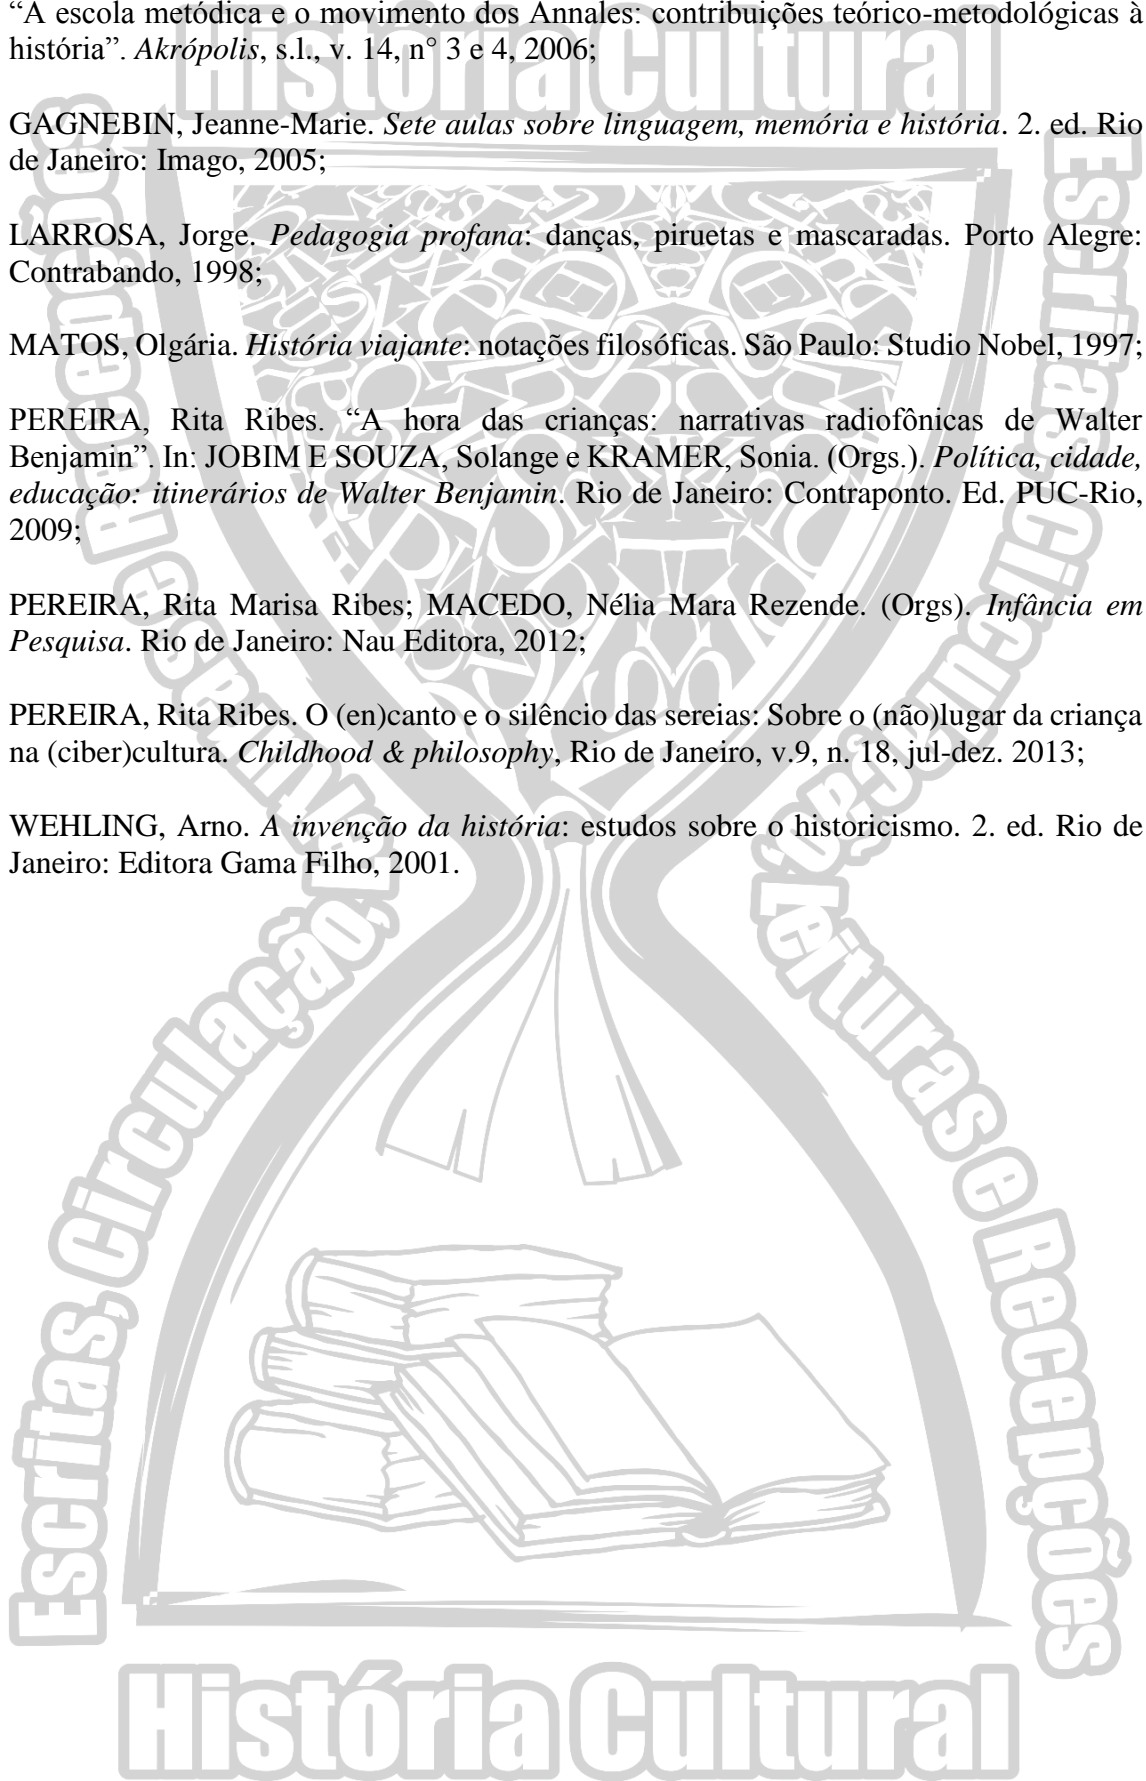 “A escola metódica e o movimento dos Annales: contribuições teórico-metodológicas à
história”. Akrópolis, s.l., v. 14, n° 3 e 4, 2006;
GAGNEBIN, Jeanne-Marie. Sete aulas sobre linguagem, memória e história. 2. ed. Rio
de Janeiro: Imago, 2005;
LARROSA, Jorge. Pedagogia profana: danças, piruetas e mascaradas. Porto Alegre:
Contrabando, 1998;
MATOS, Olgária. História viajante: notações filosóficas. São Paulo: Studio Nobel, 1997;
PEREIRA, Rita Ribes. “A hora das crianças: narrativas radiofônicas de Walter
Benjamin”. In: JOBIM E SOUZA, Solange e KRAMER, Sonia. (Orgs.). Política, cidade,
educação: itinerários de Walter Benjamin. Rio de Janeiro: Contraponto. Ed. PUC-Rio,
2009;
PEREIRA, Rita Marisa Ribes; MACEDO, Nélia Mara Rezende. (Orgs). Infância em
Pesquisa. Rio de Janeiro: Nau Editora, 2012;
PEREIRA, Rita Ribes. O (en)canto e o silêncio das sereias: Sobre o (não)lugar da criança
na (ciber)cultura. Childhood & philosophy, Rio de Janeiro, v.9, n. 18, jul-dez. 2013;
WEHLING, Arno. A invenção da história: estudos sobre o historicismo. 2. ed. Rio de
Janeiro: Editora Gama Filho, 2001.
História Cultural
Escritas, Circulação, Leituras e Recepções
Escritas, Circulação, Leituras e Recepções
História Cultural